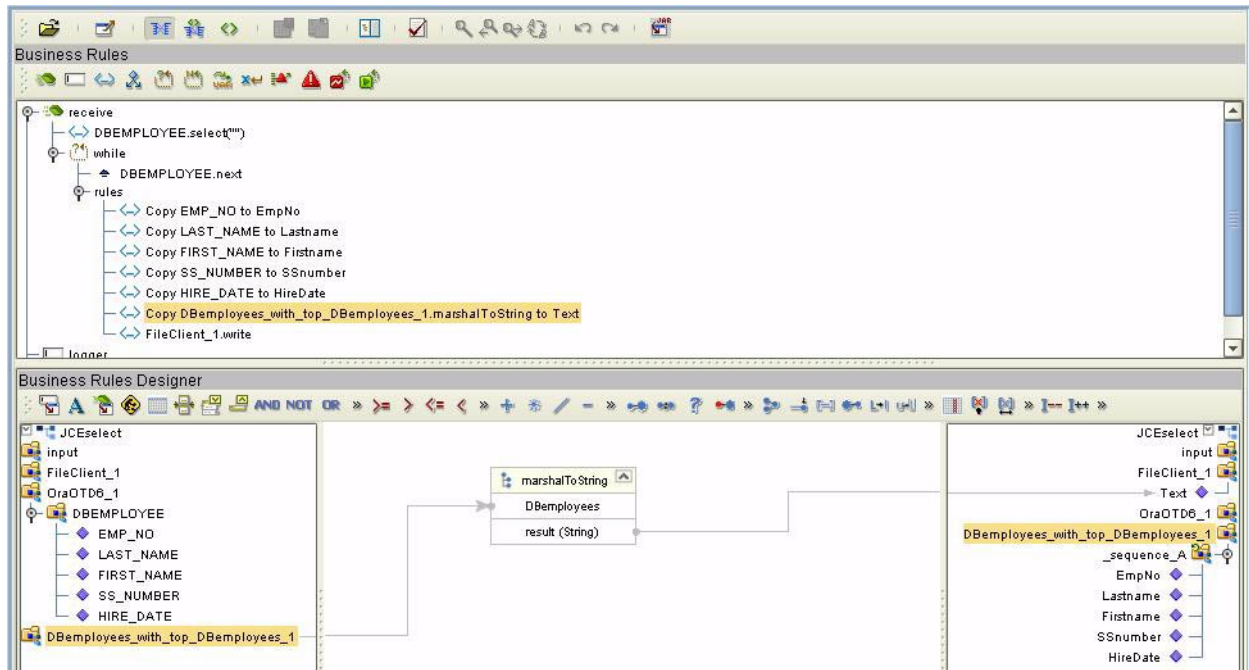 JAR
Business Rules
receive
DBEMPLOYEE.select("")
while
DBEMPLOYEE.next
rules
Copy EMP_NO to EmpNo
Copy LAST_NAME to Lastname
Copy FIRST_NAME to Firstname
Copy SS_NUMBER to SSnumber
Copy HIRE_DATE to HireDate
Copy DBemployees_with_top_DBemployees_1.marshalToString to Text
FileClient_1.write
logger
Business Rules Designer
AND NOT OR » >= > <= < » + * / - » ? » » » I-- I++ »
JCEselect
input
FileClient_1
OraOTD6_1
DBEMPLOYEE
EMP_NO
LAST_NAME
FIRST_NAME
SS_NUMBER
HIRE_DATE
DBemployees_with_top_DBemployees_1
marshalToString
DBemployees
result (String)
JCEselect
input
FileClient_1
Text
OraOTD6_1
DBemployees_with_top_DBemployees_1
_sequence_A
EmpNo
Lastname
Firstname
SSnumber
HireDate